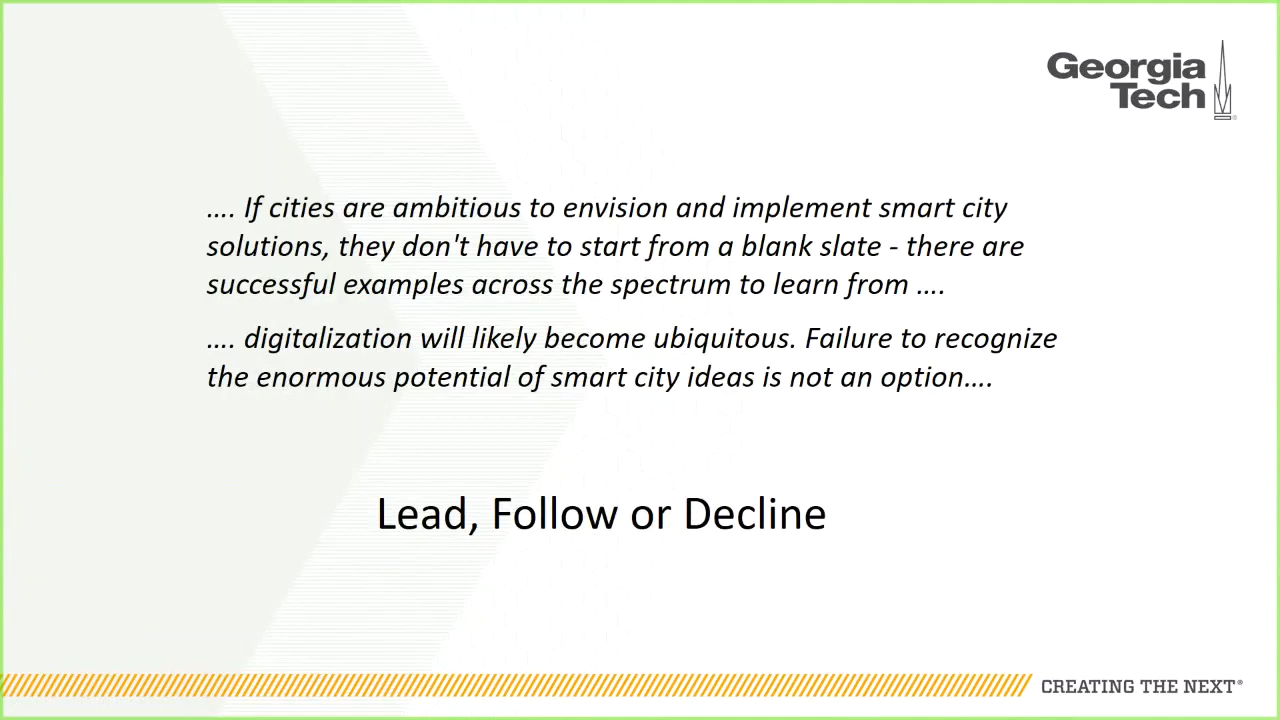 Georgia
Tech
.... If cities are ambitious to envision and implement smart city
solutions, they don't have to start from a blank slate - there are
successful examples across the spectrum to learn from ....
.... digitalization will likely become ubiquitous. Failure to recognize
the enormous potential of smart city ideas is not an option....
Lead, Follow or Decline
CREATING THE NEXT®